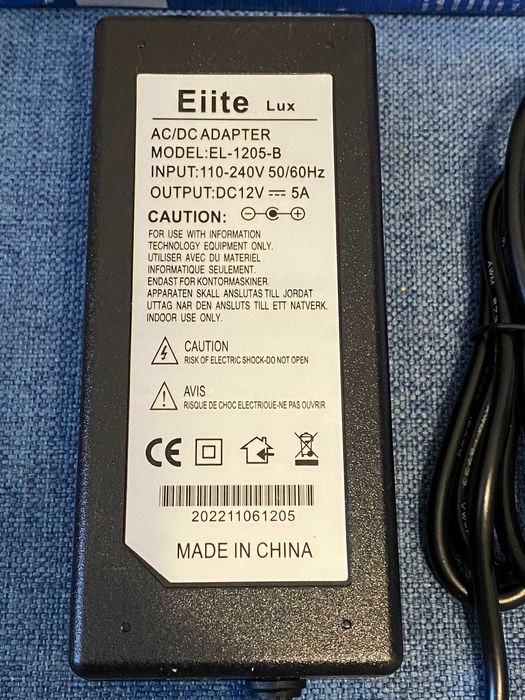 Eiite Lux
AC/DC ADAPTER
MODEL:EL-1205-B
INPUT:110-240V 50/60Hz
OUTPUT:DC12V ⎓ 5A
CAUTION:
FOR USE WITH INFORMATION
TECHNOLOGY EQUIPMENT ONLY.
UTILISER AVEC DU MATERIEL
INFORMATIQUE SEULEMENT.
ENDAST FOR KONTORMASKINER.
APPARATEN SKALL ANSLUTAS TILL JORDAT
UTTAG NAR DEN ANSLUTS TILL ETT NATVERK.
INDOOR USE ONLY.
CAUTION
RISK OF ELECTRIC SHOCK-DO NOT OPEN
AVIS
RISQUE DE CHOC ELECTRIOUE-NE PAS OUVRIR
CE
202211061205
MADE IN CHINA
AWM